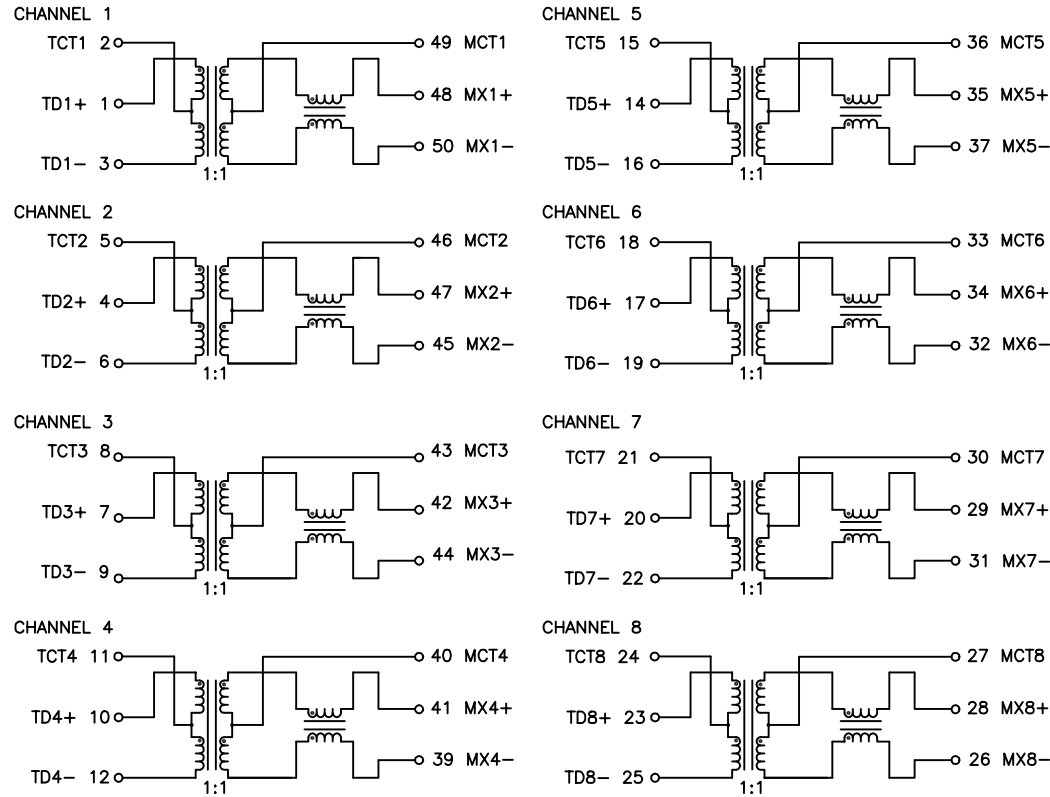 CHANNEL 1
TCT1 2
49 MCT1
TD1+ 1
48 MX1+
50 MX1−
TD1− 3
1:1
CHANNEL 2
TCT2 5
46 MCT2
TD2+ 4
47 MX2+
45 MX2−
TD2− 6
1:1
CHANNEL 3
TCT3 8
43 MCT3
TD3+ 7
42 MX3+
44 MX3−
TD3− 9
1:1
CHANNEL 4
TCT4 11
40 MCT4
TD4+ 10
41 MX4+
39 MX4−
TD4− 12
1:1
CHANNEL 5
TCT5 15
36 MCT5
TD5+ 14
35 MX5+
37 MX5−
TD5− 16
1:1
CHANNEL 6
TCT6 18
33 MCT6
TD6+ 17
34 MX6+
32 MX6−
TD6− 19
1:1
CHANNEL 7
TCT7 21
30 MCT7
TD7+ 20
29 MX7+
31 MX7−
TD7− 22
1:1
CHANNEL 8
TCT8 24
27 MCT8
TD8+ 23
28 MX8+
26 MX8−
TD8− 25
1:1